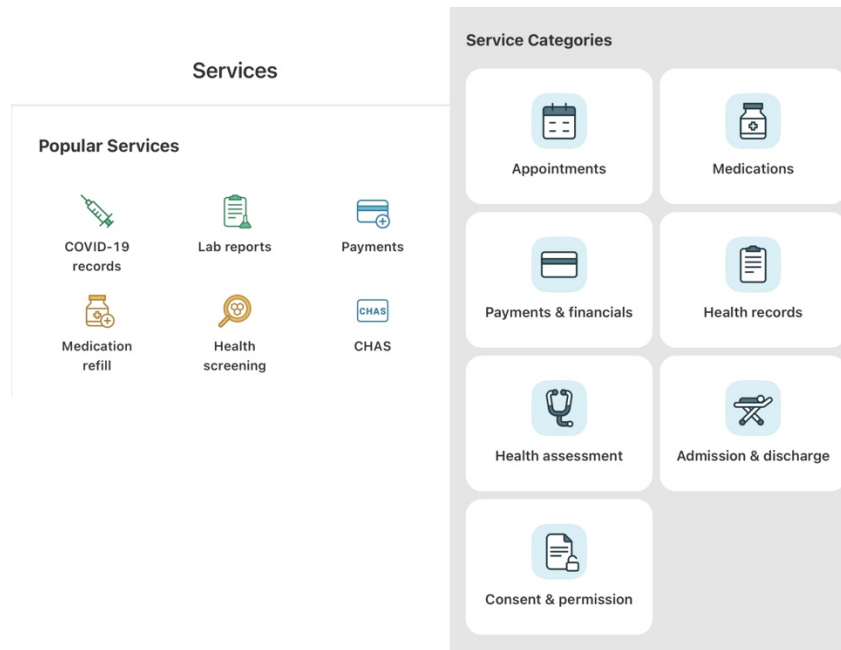 Services
Popular Services
COVID-19
records
Lab reports
Payments
Medication
refill
Health
screening
CHAS
CHAS
Service Categories
Appointments
Medications
Payments & financials
Health records
Health assessment
Admission & discharge
Consent & permission